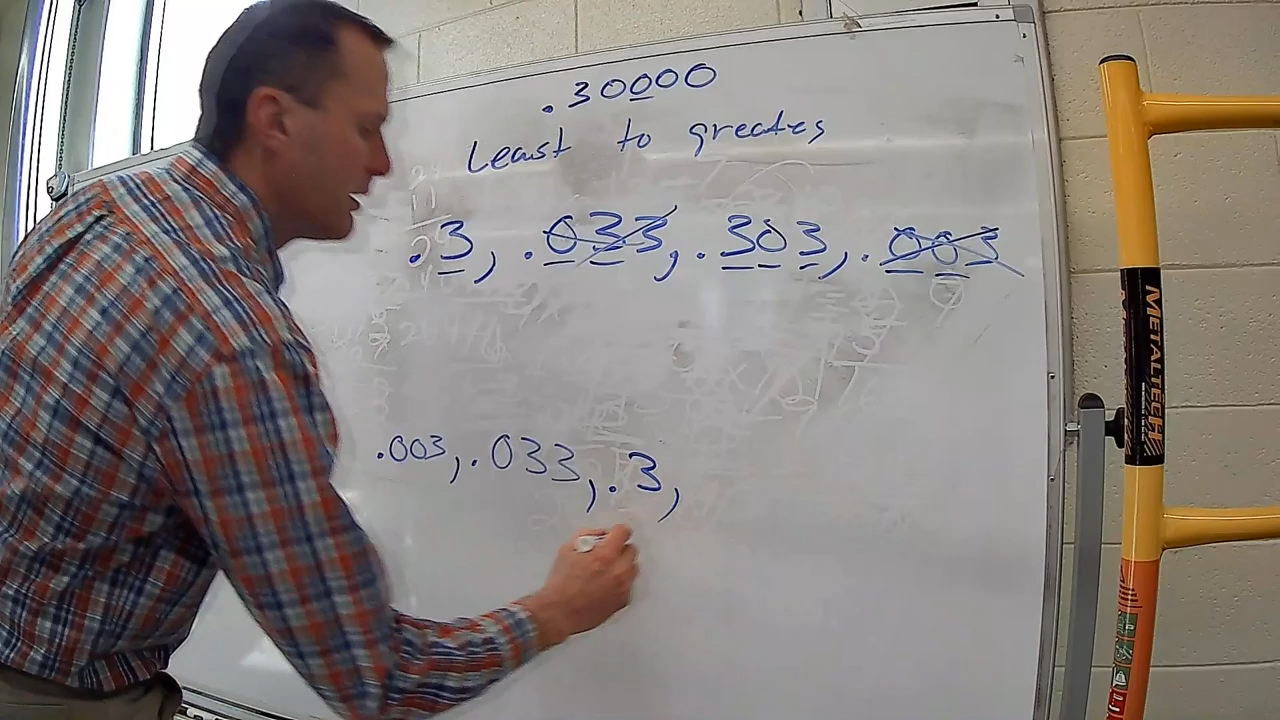 .30000
Least to greates
.3, .033, .303, .003
.003, .033, .3,
METALTECH